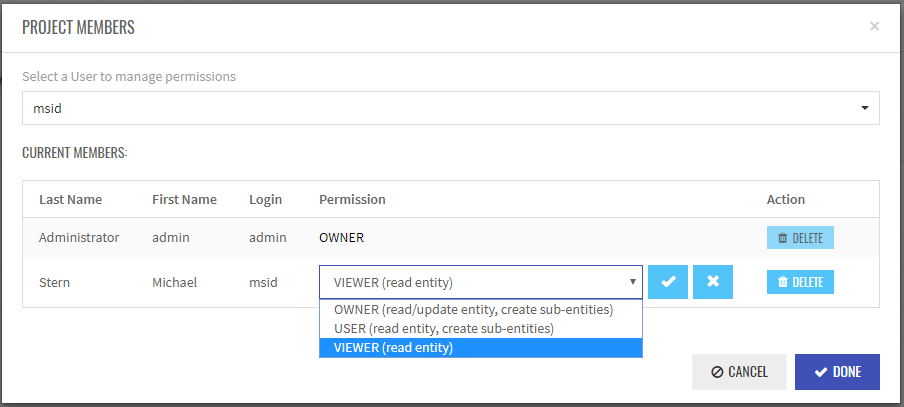 PROJECT MEMBERS ×
Select a User to manage permissions
msid
CURRENT MEMBERS:
Last Name First Name Login Permission Action
Administrator admin admin OWNER DELETE
Stern Michael msid VIEWER (read entity) DELETE
OWNER (read/update entity, create sub-entities)
USER (read entity, create sub-entities)
VIEWER (read entity)
CANCEL DONE